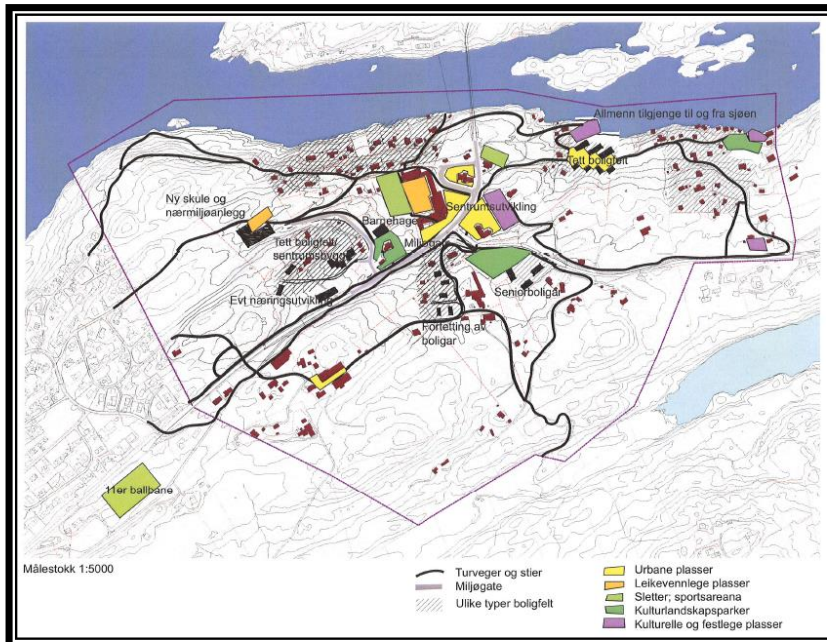 Allmenn tilgjenge til og fra sjøen
Tett boligfelt
Ny skule og
nærmiljøanlegg
Sentrumsutvikling
Barnehage
Tett boligfelt/
sentrumsbygg
Miljøgate
Evt næringsutvikling
Seniorboligar
Fortetting av
boligar
11er ballbane
Målestokk 1:5000
Turveger og stier
Miljøgate
Ulike typer boligfelt
Urbane plasser
Leikevennlege plasser
Sletter; sportsareana
Kulturlandskapsparker
Kulturelle og festlege plasser